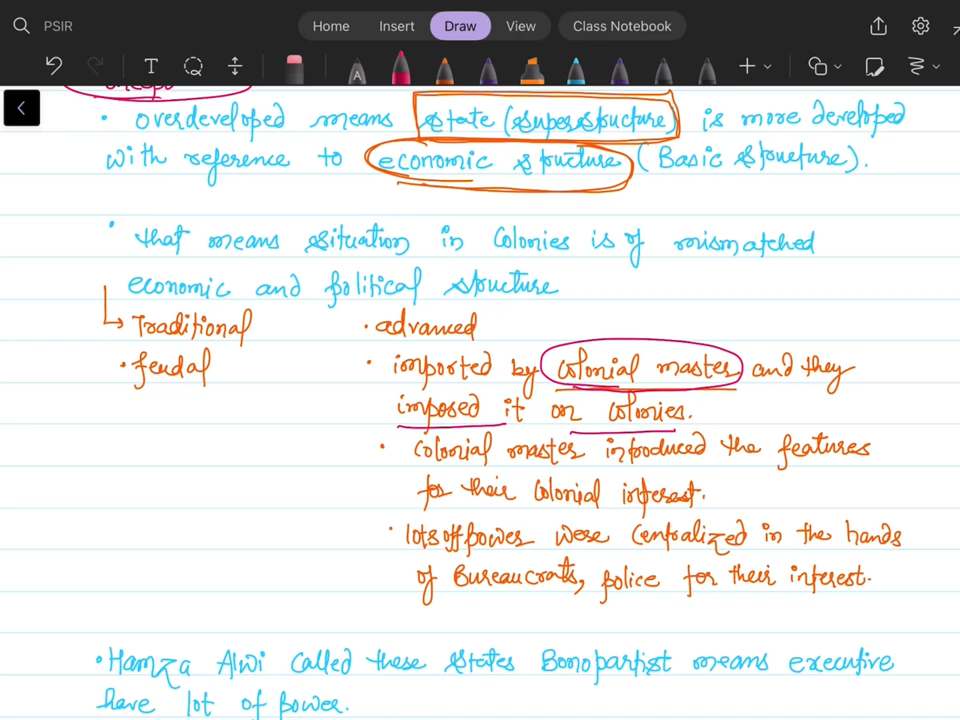 PSIR
Home Insert Draw View Class Notebook
T
A
concept
• overdeveloped means state (superstructure) is more developed
with reference to economic structure (Basic structure).
• that means situation in Colonies is of mismatched
economic and political structure
↳ Traditional • advanced
• feudal • imported by colonial master and they
imposed it on colonies.
• Colonial master introduced the features
for their colonial interest.
• lots off power were centralized in the hands
of Bureaucrats, police for their interest.
• Hamza Alwi called these states Bonopartist means executive
have lot of power.